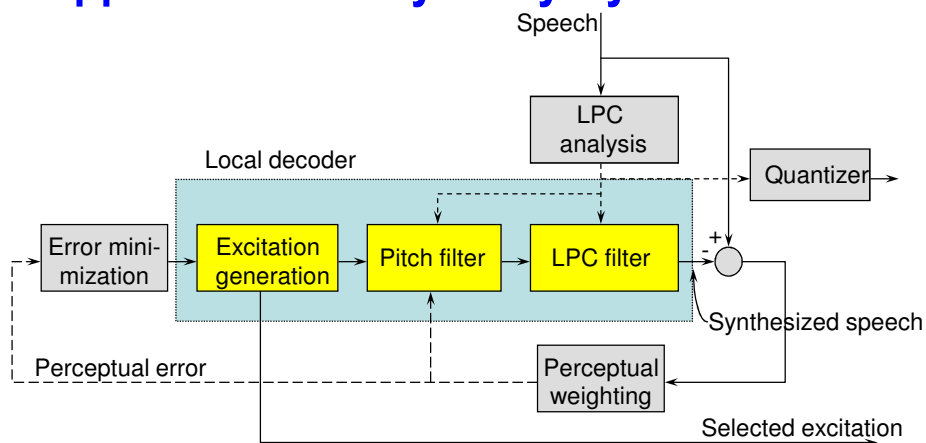 Speech
LPC
analysis
Local decoder
Quantizer
Error mini-
mization
Excitation
generation
Pitch filter
LPC filter
+
-
Synthesized speech
Perceptual error
Perceptual
weighting
Selected excitation